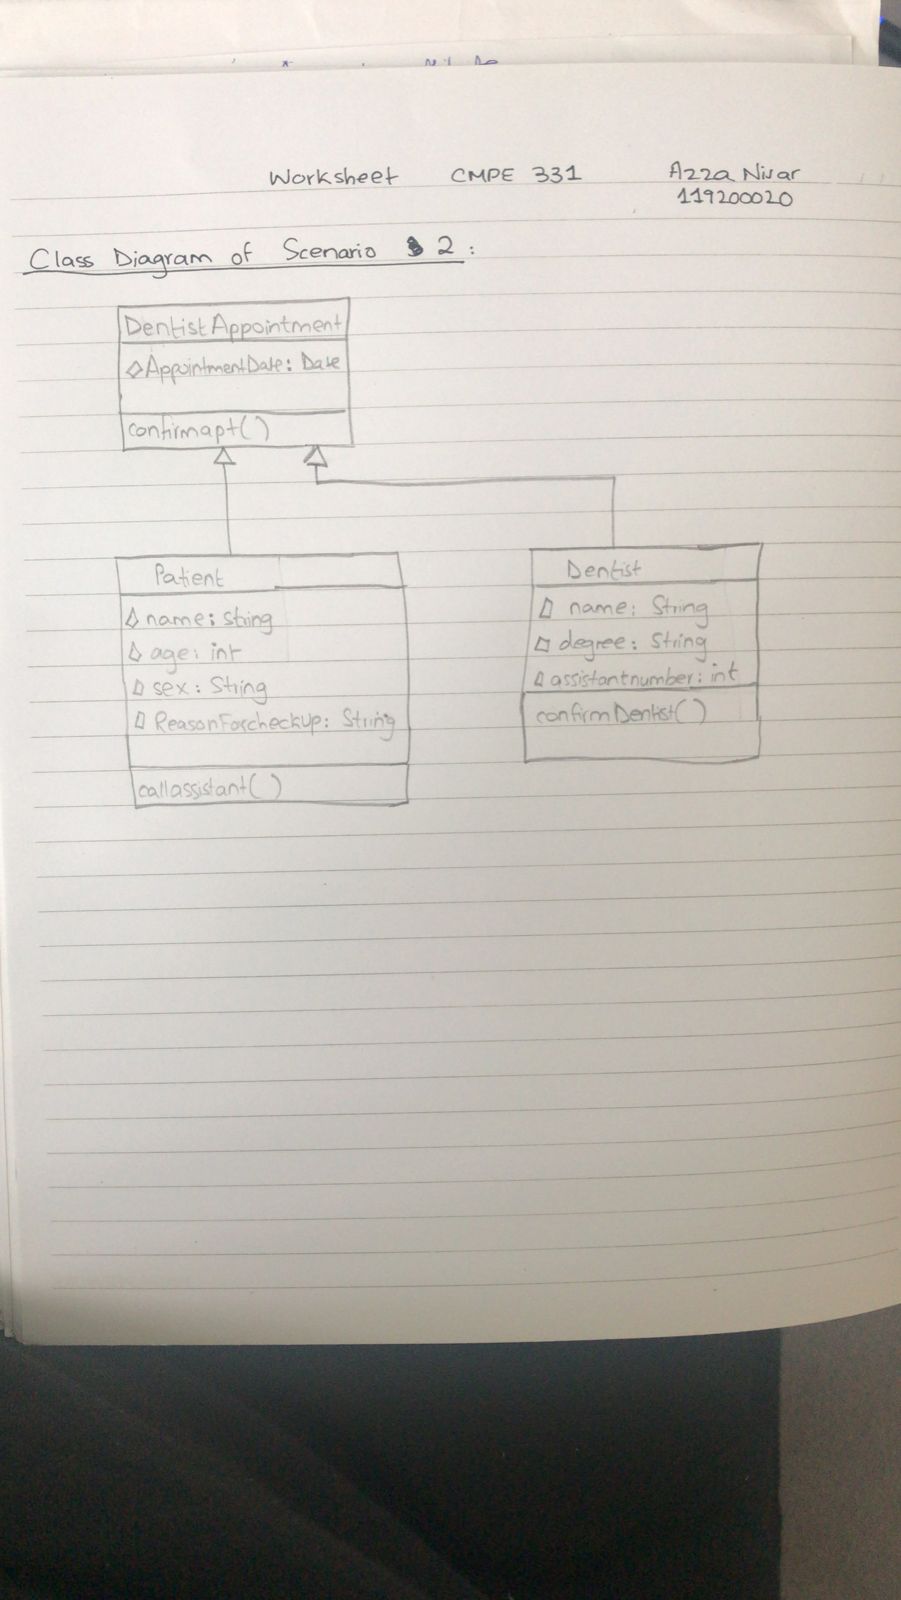 Worksheet CMPE 331 Azza Nisar
119200020
Class Diagram of Scenario 2:
DentistAppointment
AppointmentDate: Date
confirmapt()
Patient
name: string
age: int
sex: String
ReasonForcheckup: String
callassistant()
Dentist
name: String
degree: String
assistantnumber: int
confirmDentist()